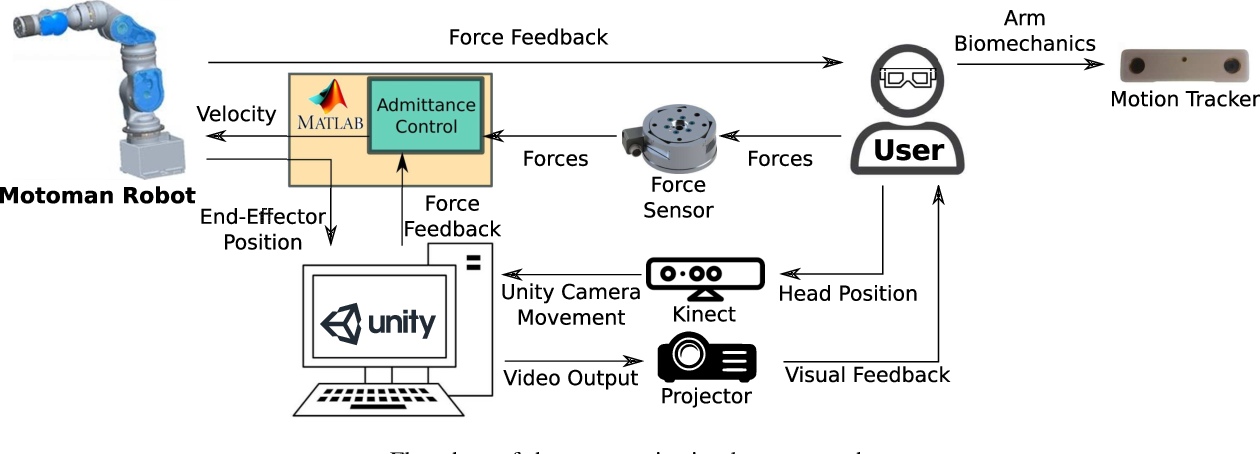 Force Feedback
Arm
Biomechanics
Motion Tracker
Velocity
MATLAB
Admittance
Control
Forces
Forces
User
Force
Sensor
Motoman Robot
End-Effector
Position
Force
Feedback
Unity Camera
Movement
Kinect
Head Position
unity
Video Output
Projector
Visual Feedback